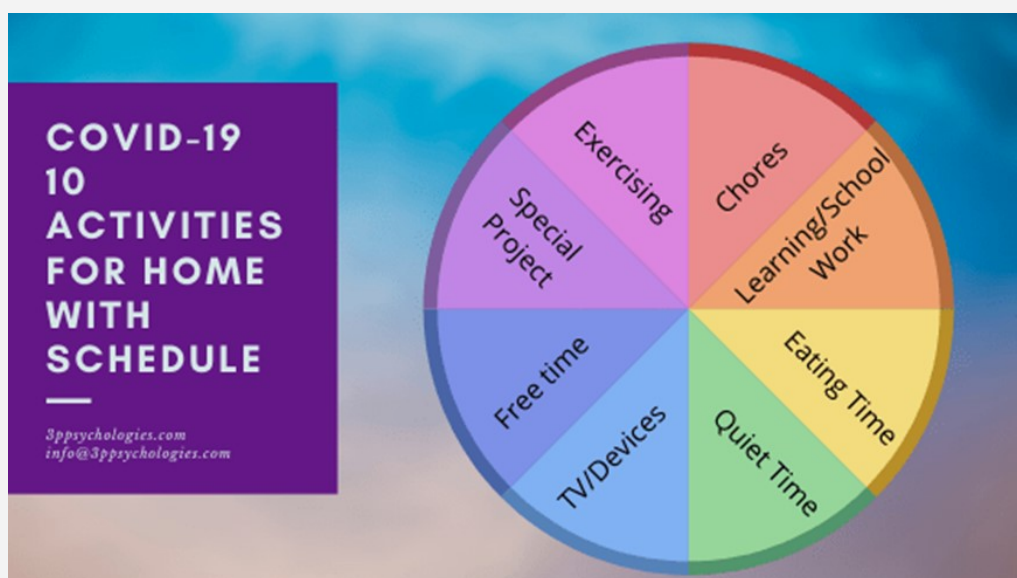 COVID-19
10
ACTIVITIES
FOR HOME
WITH
SCHEDULE
3ppsychologies.com
info@3ppsychologies.com
Exercising
Chores
Learning/School
Work
Eating Time
Quiet Time
TV/Devices
Free time
Special
Project